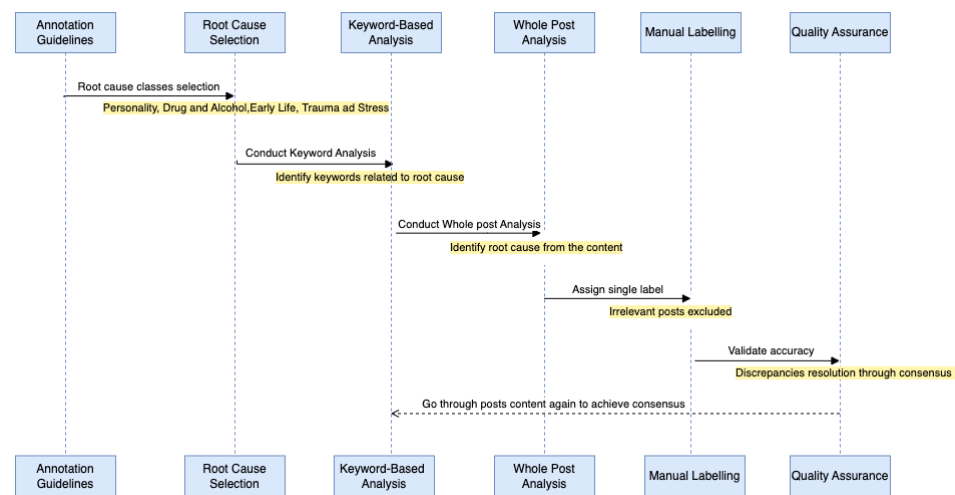 Annotation
Guidelines
Root Cause
Selection
Keyword-Based
Analysis
Whole Post
Analysis
Manual Labelling
Quality Assurance
Root cause classes selection
Personality, Drug and Alcohol,Early Life, Trauma ad Stress
Conduct Keyword Analysis
Identify keywords related to root cause
Conduct Whole post Analysis
Identify root cause from the content
Assign single label
Irrelevant posts excluded
Validate accuracy
Discrepancies resolution through consensus
Go through posts content again to achieve consensus
Annotation
Guidelines
Root Cause
Selection
Keyword-Based
Analysis
Whole Post
Analysis
Manual Labelling
Quality Assurance